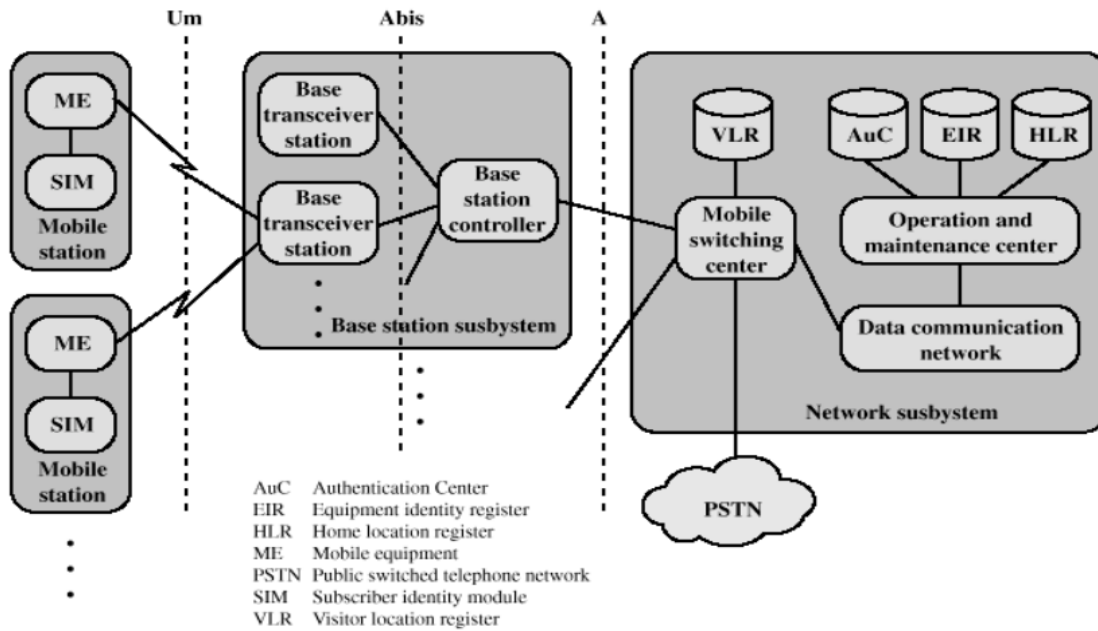 Um
Abis
A
ME
SIM
Mobile
station
ME
SIM
Mobile
station
Base
transceiver
station
Base
transceiver
station
Base
station
controller
Base station susbystem
VLR
AuC
EIR
HLR
Mobile
switching
center
Operation and
maintenance center
Data communication
network
Network susbystem
PSTN
AuC Authentication Center
EIR Equipment identity register
HLR Home location register
ME Mobile equipment
PSTN Public switched telephone network
SIM Subscriber identity module
VLR Visitor location register